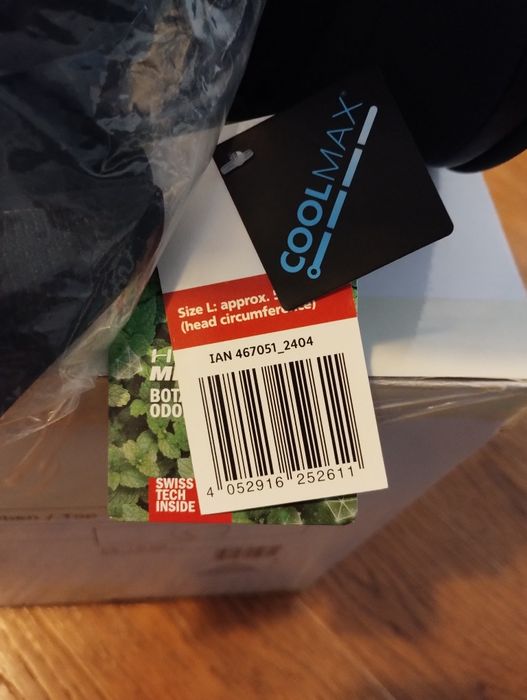 COOLMAX®
Size L: approx.
(head circumference)
IAN 467051_2404
4 052916 252611
BOT
ODO
SWISS
TECH
INSIDE